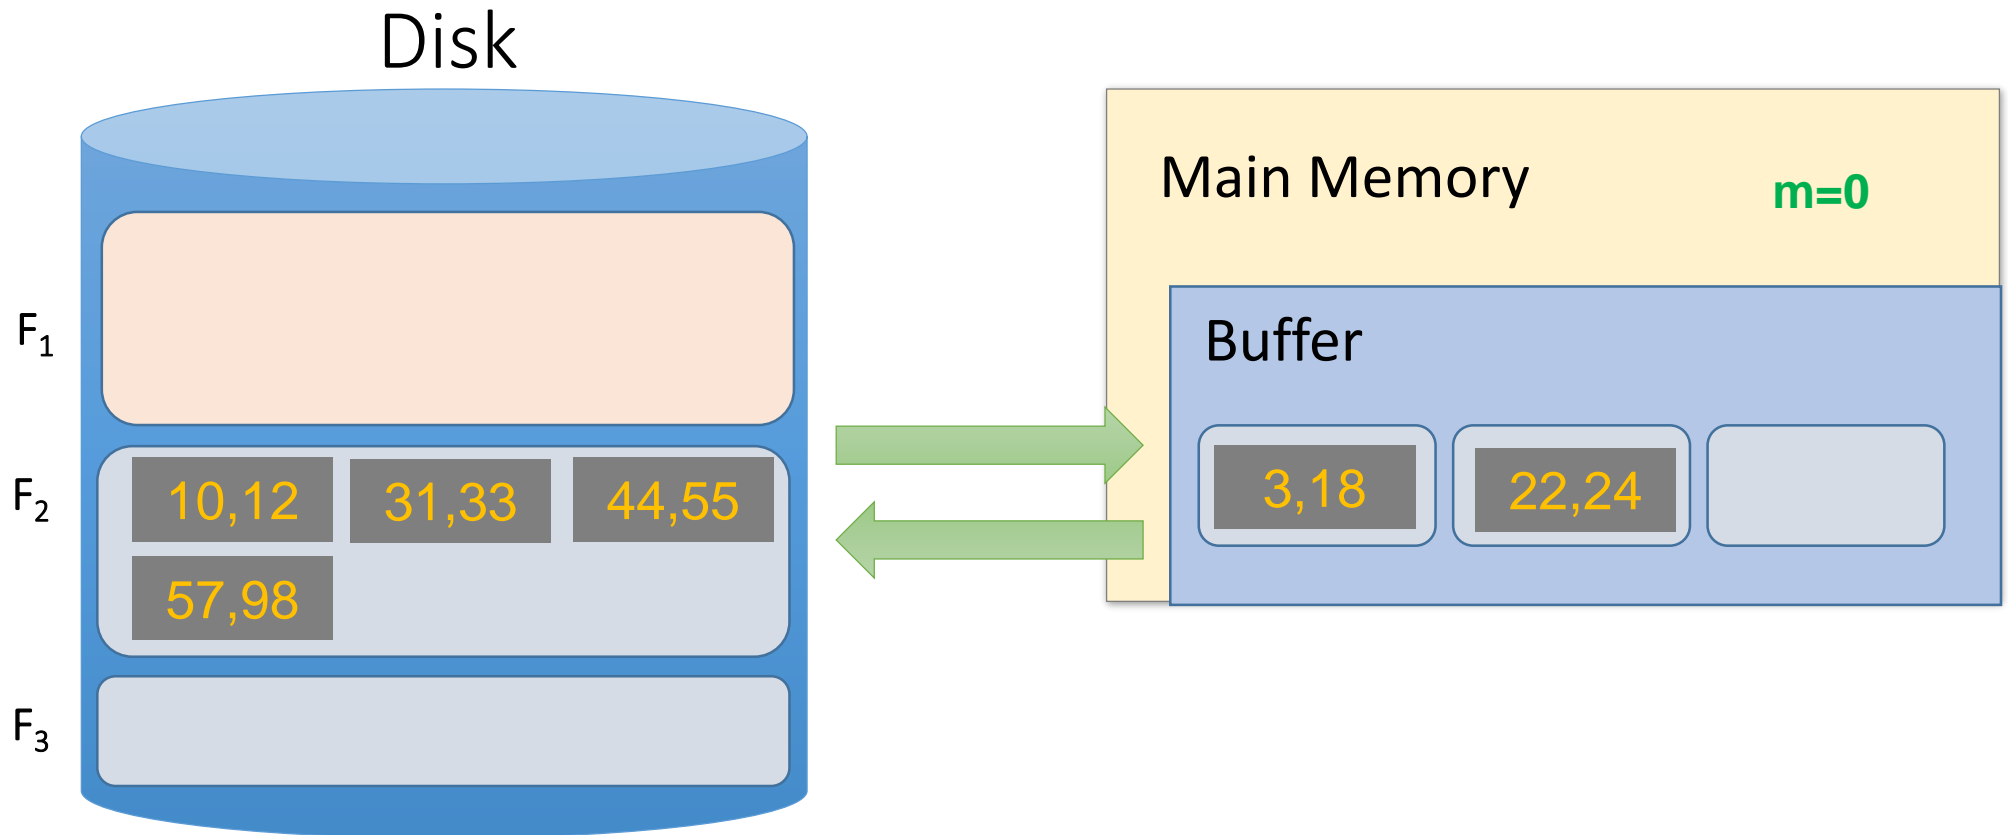 Disk
Main Memory
m=0
F1
Buffer
F2
10,12
31,33
44,55
3,18
22,24
57,98
F3